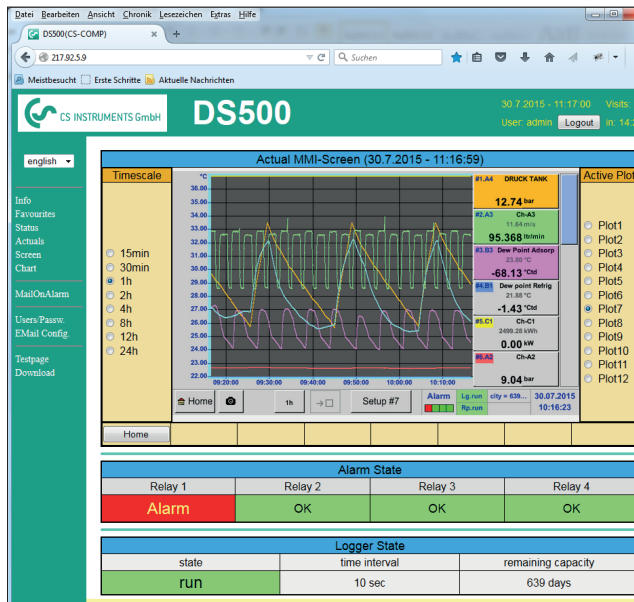 Datei Bearbeiten Ansicht Chronik Lesezeichen Extras Hilfe
DS500(CS-COMP) × +
217.92.5.9 Suchen
Meistbesucht Erste Schritte Aktuelle Nachrichten
CS INSTRUMENTS GmbH DS500 30.7.2015 - 11:17:00 Visits:
User: admin Logout in: 14:
english
Actual MMI-Screen (30.7.2015 - 11:16:59)
Timescale
15min
30min
1h
2h
4h
8h
12h
24h
Info
Favourites
Status
Actuals
Screen
Chart
MailOnAlarm
Users/Passw.
EMail Config.
Testpage
Download
°C
36.00
35.00
34.00
33.00
32.00
31.00
30.00
29.00
28.00
27.00
26.00
25.00
24.00
23.00
22.00
09:20:00 09:30:00 09:40:00 09:50:00 10:00:00 10:10:00
#1.A4 DRUCK TANK
12.74 bar
#2.A3 Ch-A3
11.64 m/s
95.368 ltr/min
#3.B3 Dew Point Adsorp
23.80 °C
-68.13 °Ctd
#4.B1 Dew point Refrig
21.88 °C
-1.43 °Ctd
#5.C1 Ch-C1
2499.28 kWh
0.00 kW
#6.A2 Ch-A2
9.04 bar
Active Plot
Plot1
Plot2
Plot3
Plot4
Plot5
Plot6
Plot7
Plot8
Plot9
Plot10
Plot11
Plot12
Home 1h Setup #7 Alarm Lg.run city = 639... 30.07.2015
Rp.run 10:16:23
Home
Alarm State
Relay 1 Relay 2 Relay 3 Relay 4
Alarm OK OK OK
Logger State
state time interval remaining capacity
run 10 sec 639 days